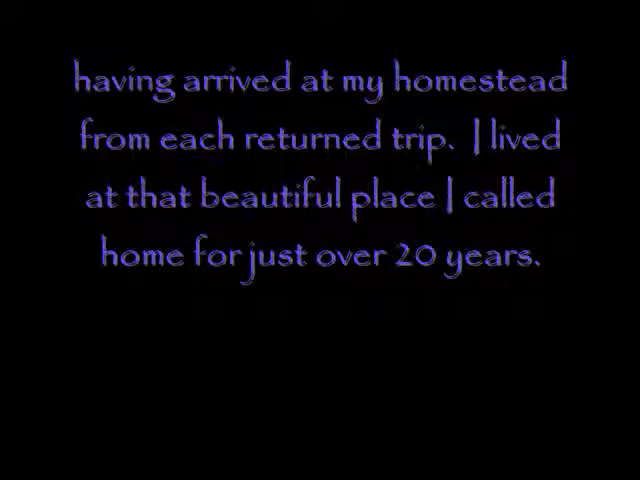 having arrived at my homestead
from each returned trip. I lived
at that beautiful place I called
home for just over 20 years.